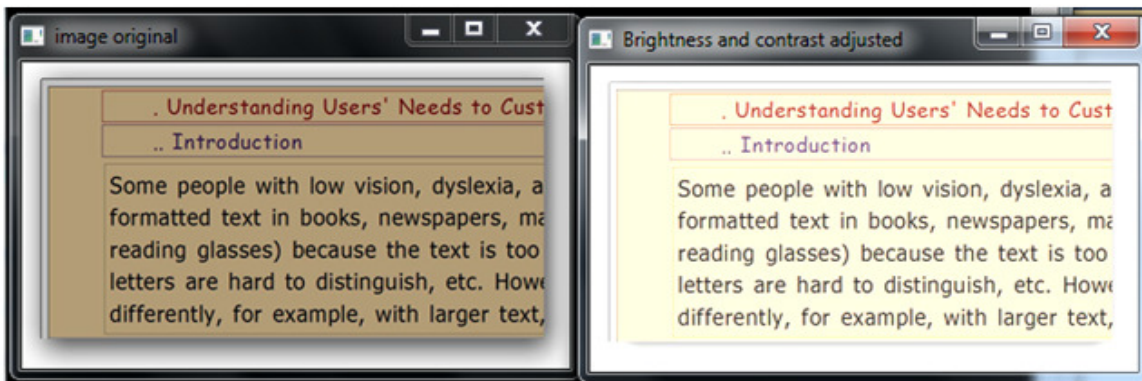 image original
. Understanding Users' Needs to Cust
.. Introduction
Some people with low vision, dyslexia, a
formatted text in books, newspapers, ma
reading glasses) because the text is too
letters are hard to distinguish, etc. Howe
differently, for example, with larger text,
Brightness and contrast adjusted
. Understanding Users' Needs to Cust
.. Introduction
Some people with low vision, dyslexia, a
formatted text in books, newspapers, ma
reading glasses) because the text is too
letters are hard to distinguish, etc. Howe
differently, for example, with larger text,